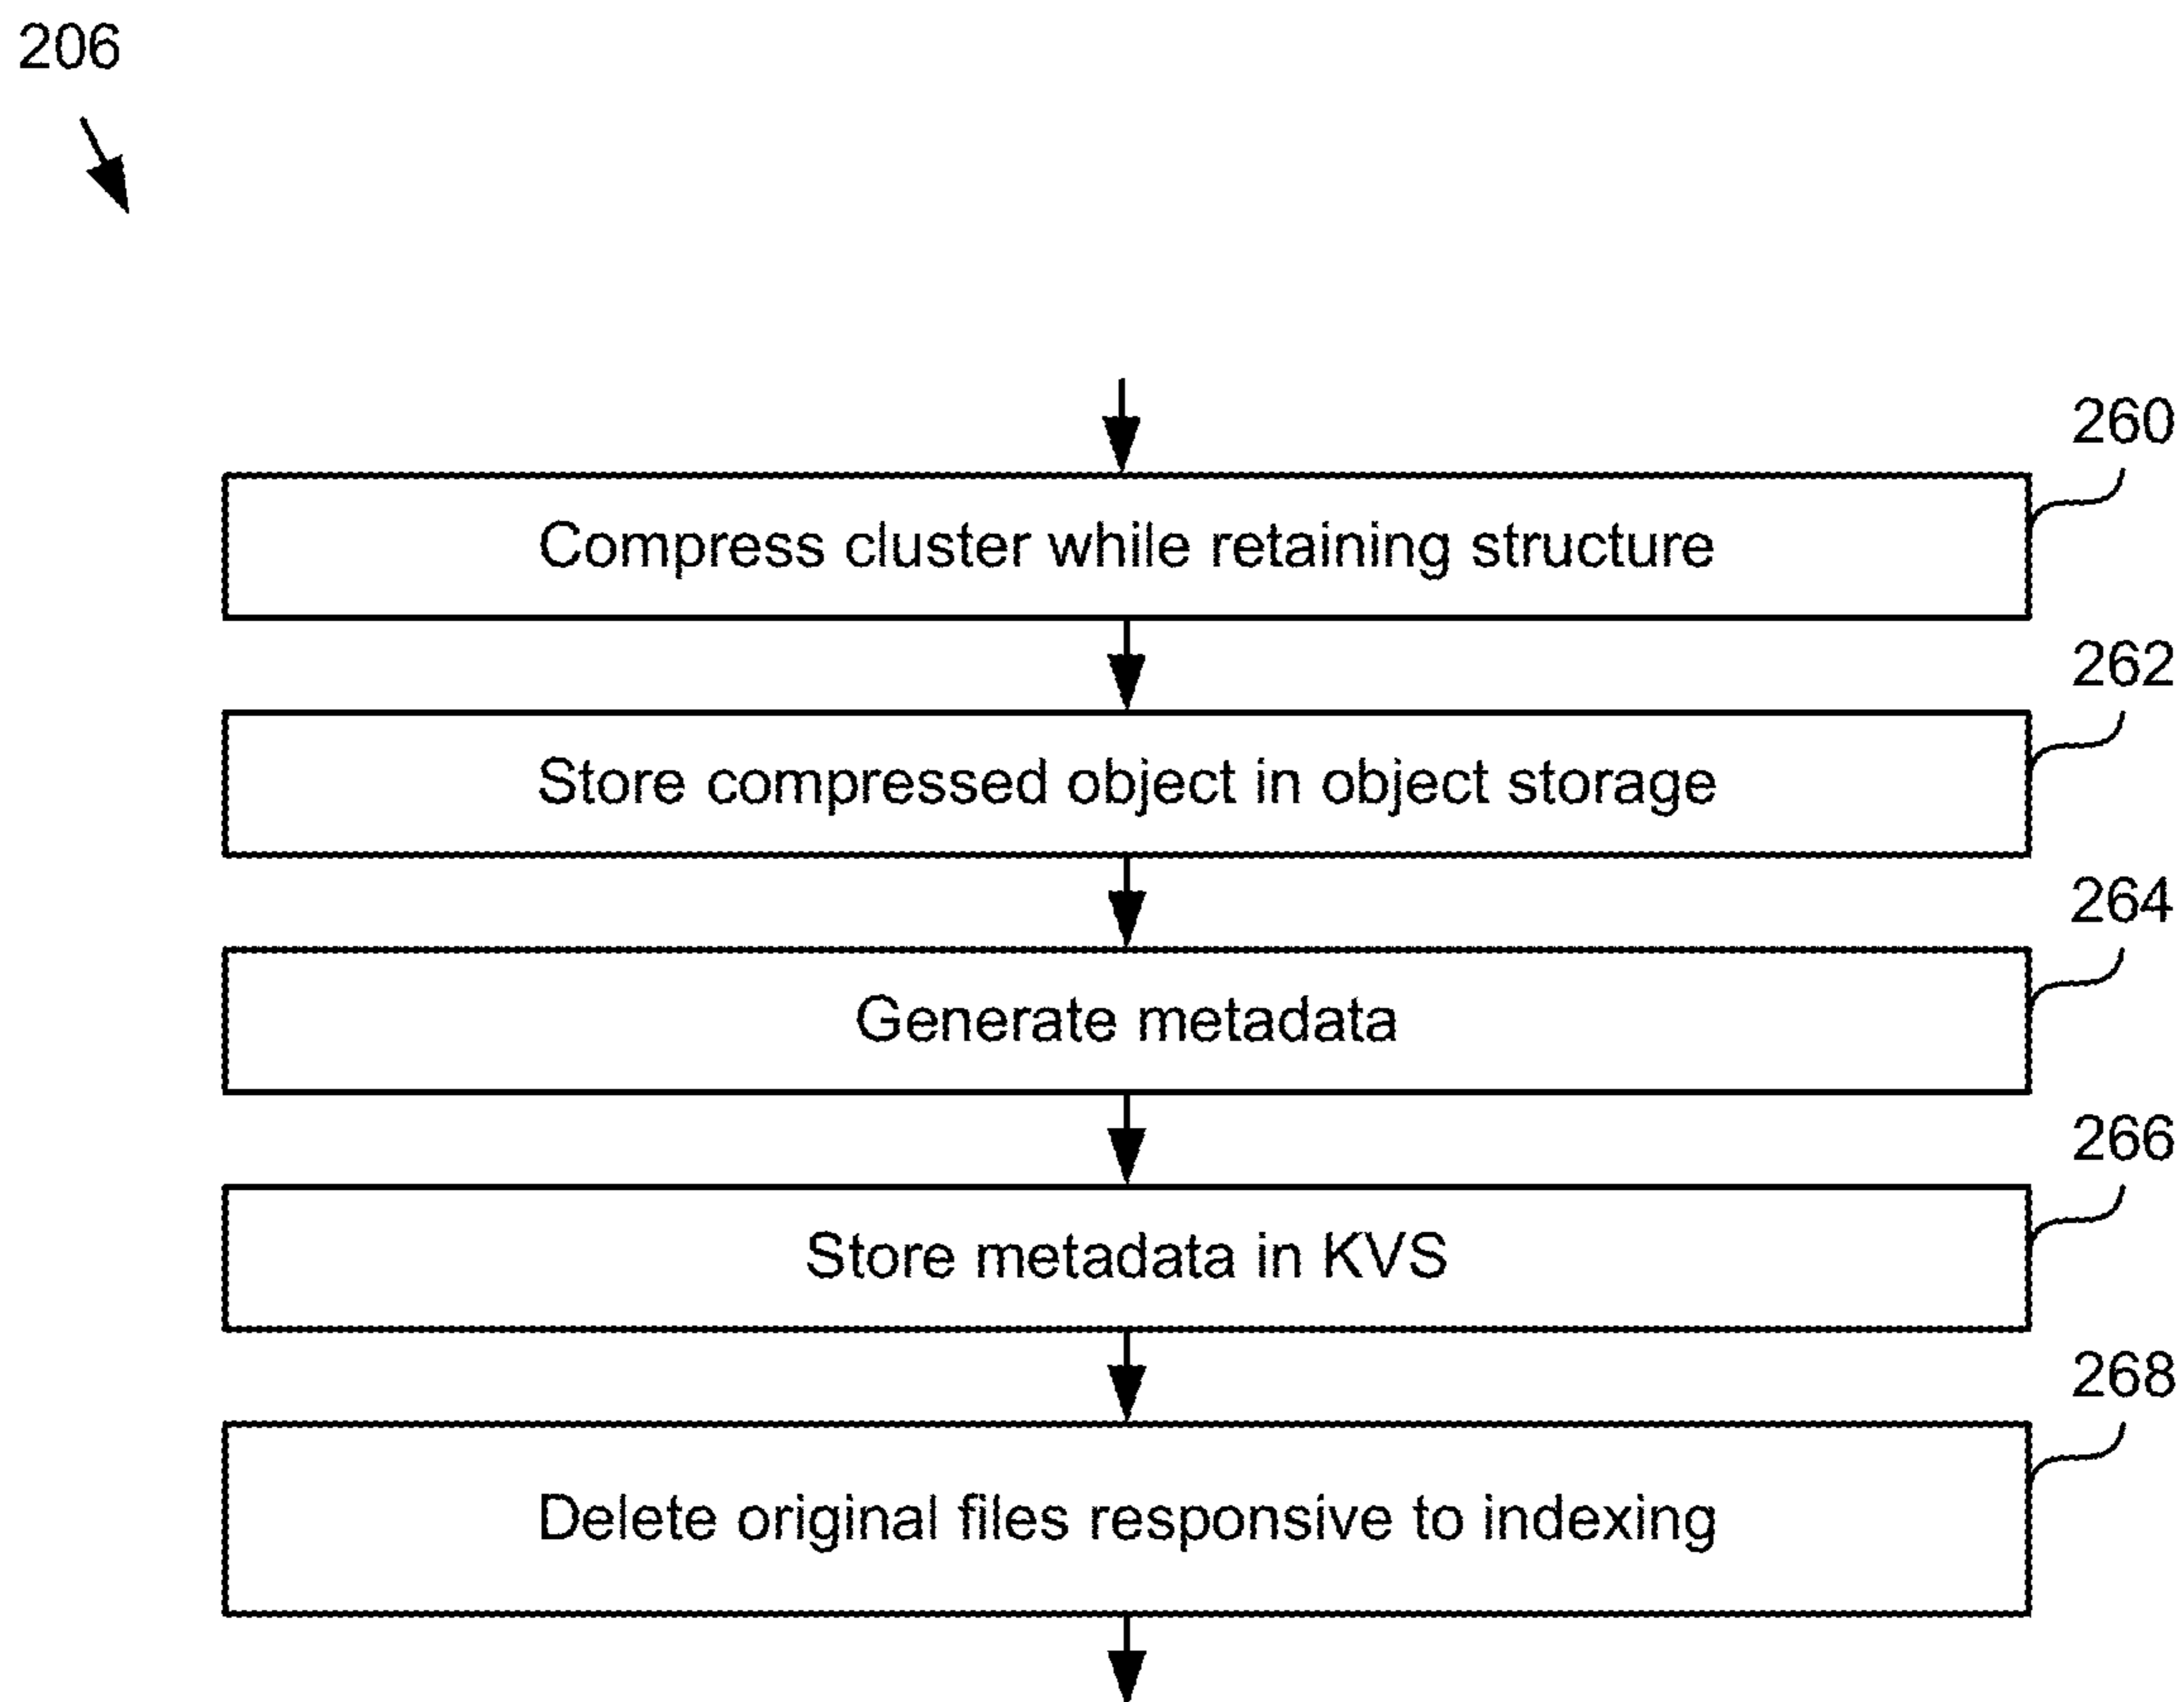 206
260
Compress cluster while retaining structure
262
Store compressed object in object storage
264
Generate metadata
266
Store metadata in KVS
268
Delete original files responsive to indexing